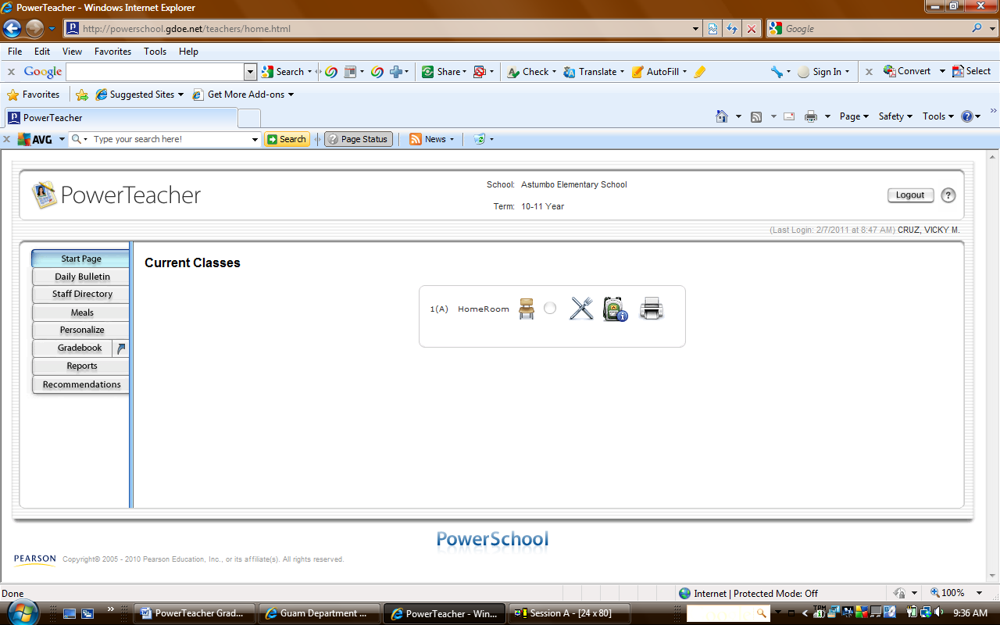 PowerTeacher - Windows Internet Explorer
http://powerschool.gdoe.net/teachers/home.html
Google
File Edit View Favorites Tools Help
x Google Search Share Check Translate AutoFill Sign In x Convert Select
Favorites Suggested Sites Get More Add-ons
PowerTeacher Page Safety Tools
x AVG Type your search here! Search Page Status News
PowerTeacher
School: Astumbo Elementary School
Term: 10-11 Year
Logout ?
(Last Login: 2/7/2011 at 8:47 AM) CRUZ, VICKY M.
Start Page
Daily Bulletin
Staff Directory
Meals
Personalize
Gradebook
Reports
Recommendations
Current Classes
1(A) HomeRoom
PowerSchool
PEARSON Copyright© 2005 - 2010 Pearson Education, Inc., or its affiliate(s). All rights reserved.
Done Internet | Protected Mode: Off 100%
PowerTeacher Grad... Guam Department ... PowerTeacher - Win... Session A - [24 x 80] TPM 9:36 AM